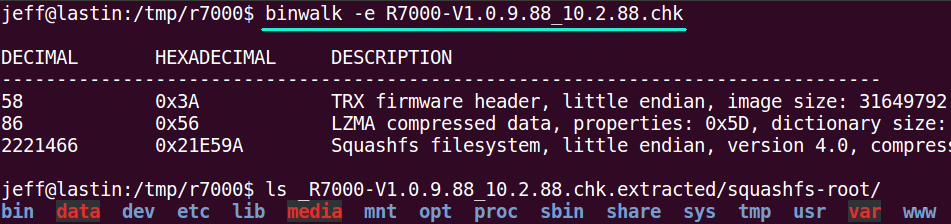 jeff@lastin:/tmp/r7000$ binwalk -e R7000-V1.0.9.88_10.2.88.chk
DECIMAL HEXADECIMAL DESCRIPTION
--------------------------------------------------------------------------------
58 0x3A TRX firmware header, little endian, image size: 31649792
86 0x56 LZMA compressed data, properties: 0x5D, dictionary size:
2221466 0x21E59A Squashfs filesystem, little endian, version 4.0, compress
jeff@lastin:/tmp/r7000$ ls _R7000-V1.0.9.88_10.2.88.chk.extracted/squashfs-root/
bin data dev etc lib media mnt opt proc sbin share sys tmp usr var www